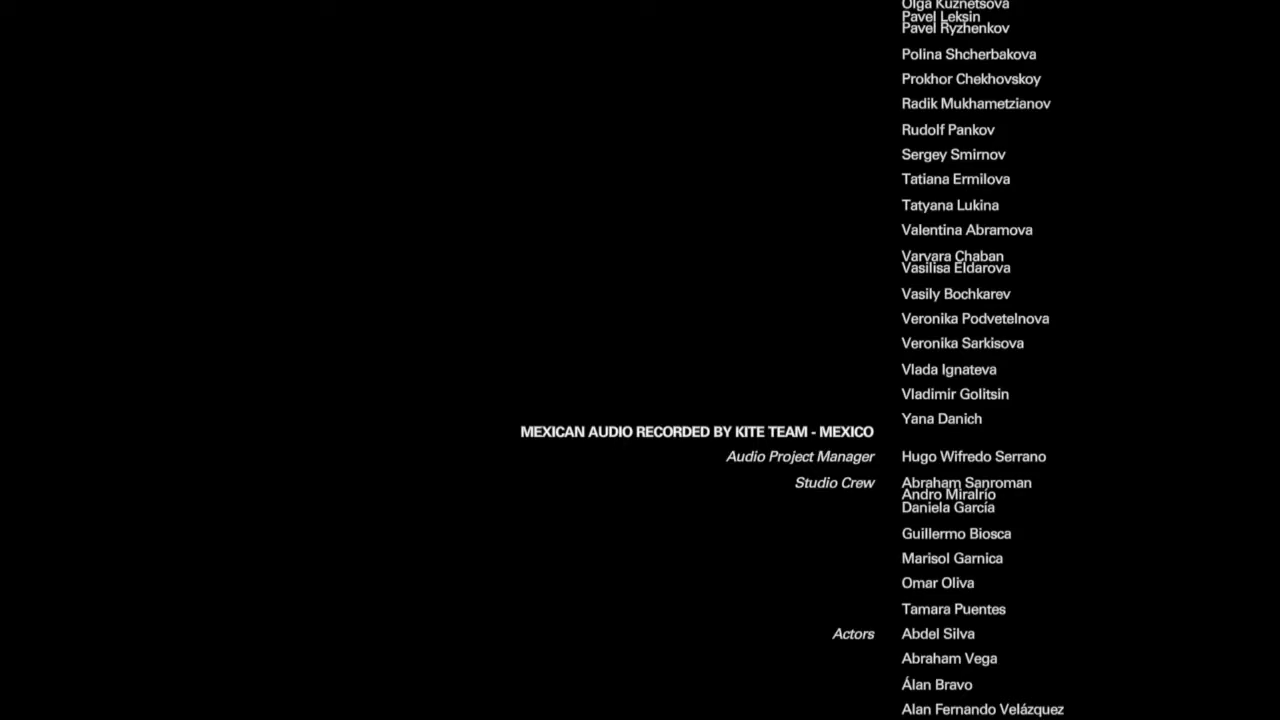 Olga Kuznetsova
Pavel Leksin
Pavel Ryzhenkov
Polina Shcherbakova
Prokhor Chekhovskoy
Radik Mukhametzianov
Rudolf Pankov
Sergey Smirnov
Tatiana Ermilova
Tatyana Lukina
Valentina Abramova
Varvara Chaban
Vasilisa Eldarova
Vasily Bochkarev
Veronika Podvetelnova
Veronika Sarkisova
Vlada Ignateva
Vladimir Golitsin
Yana Danich
MEXICAN AUDIO RECORDED BY KITE TEAM - MEXICO
Audio Project Manager Hugo Wifredo Serrano
Studio Crew Abraham Sanroman
Andro Miralrío
Daniela García
Guillermo Biosca
Marisol Garnica
Omar Oliva
Tamara Puentes
Actors Abdel Silva
Abraham Vega
Álan Bravo
Alan Fernando Velázquez